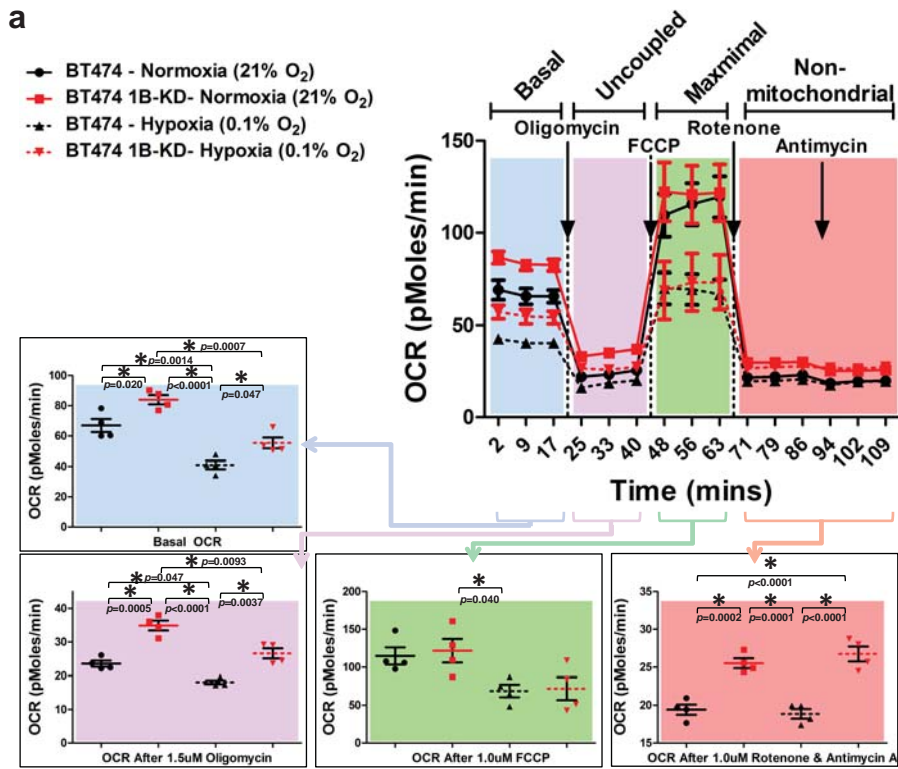 a
BT474 - Normoxia (21% O₂)
BT474 1B-KD- Normoxia (21% O₂)
BT474 - Hypoxia (0.1% O₂)
BT474 1B-KD- Hypoxia (0.1% O₂)
Basal
Uncoupled
Maxmimal
Non-
mitochondrial
Oligomycin
Rotenone
FCCP
Antimycin
OCR (pMoles/min)
150
100
50
0
2
9
17
25
33
40
48
56
63
71
79
86
94
102
109
Time (mins)
* p=0.0007
* p=0.0014
* p=0.020
* p<0.0001
* p=0.047
OCR (pMoles/min)
100
80
60
40
20
0
Basal OCR
* p=0.0093
* p=0.047
* p=0.0005
* p<0.0001
* p=0.0037
OCR (pMoles/min)
40
30
20
10
0
OCR After 1.5uM Oligomycin
* p=0.040
OCR (pMoles/min)
200
150
100
50
0
OCR After 1.0uM FCCP
* p<0.0001
* p=0.0002
* p=0.0001
* p<0.0001
OCR (pMoles/min)
35
30
25
20
15
OCR After 1.0uM Rotenone & Antimycin A